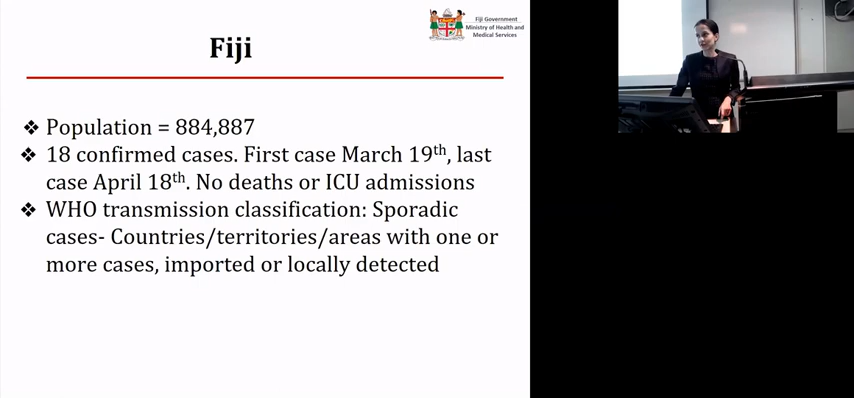 Fiji
Fiji Government
Ministry of Health and
Medical Services
❖ Population = 884,887
❖ 18 confirmed cases. First case March 19th, last
case April 18th. No deaths or ICU admissions
❖ WHO transmission classification: Sporadic
cases- Countries/territories/areas with one or
more cases, imported or locally detected